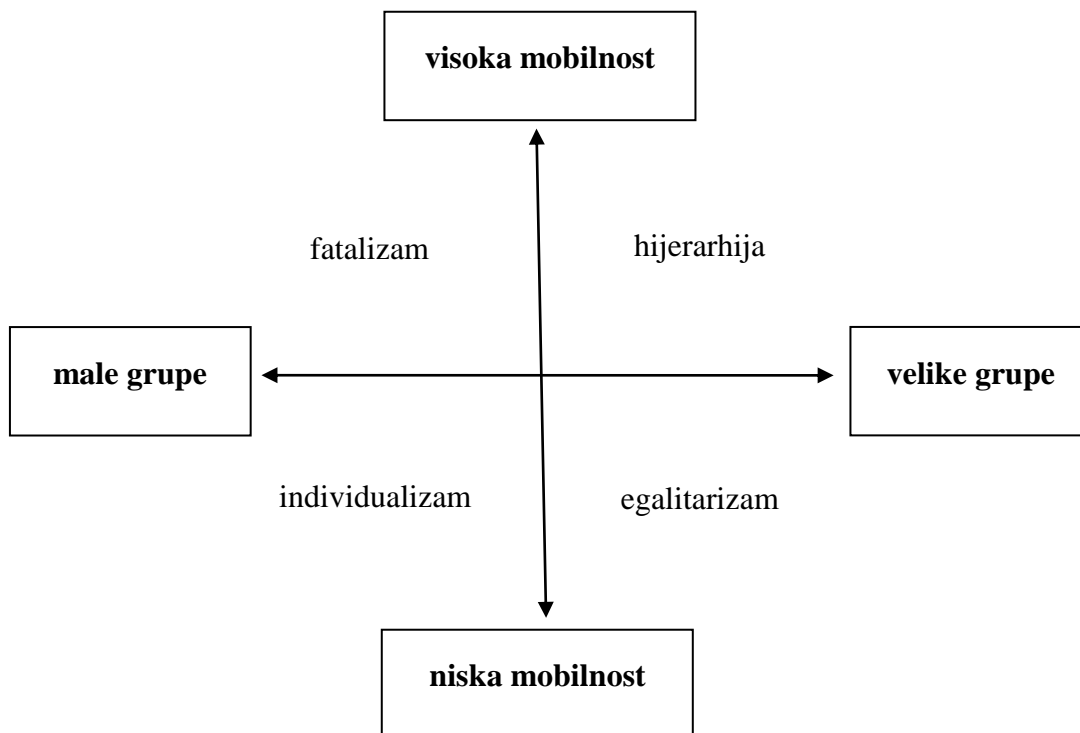 visoka mobilnost
fatalizam
hijerarhija
male grupe
velike grupe
individualizam
egalitarizam
niska mobilnost